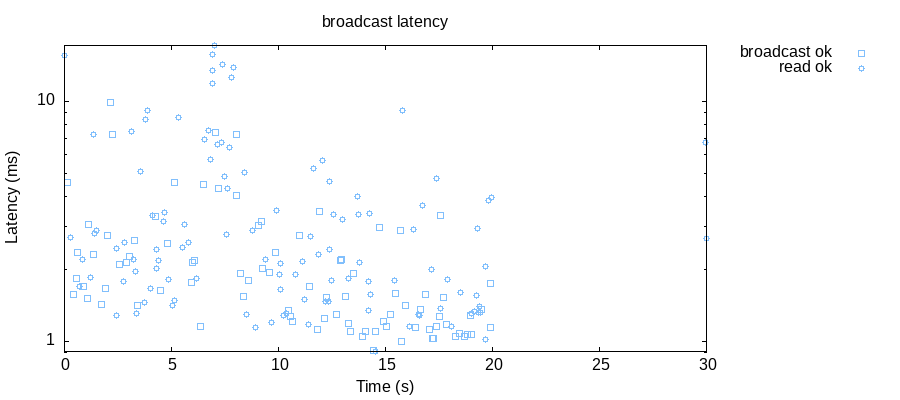 broadcast latency
broadcast ok
read ok
10
1
Latency (ms)
0 5 10 15 20 25 30
Time (s)